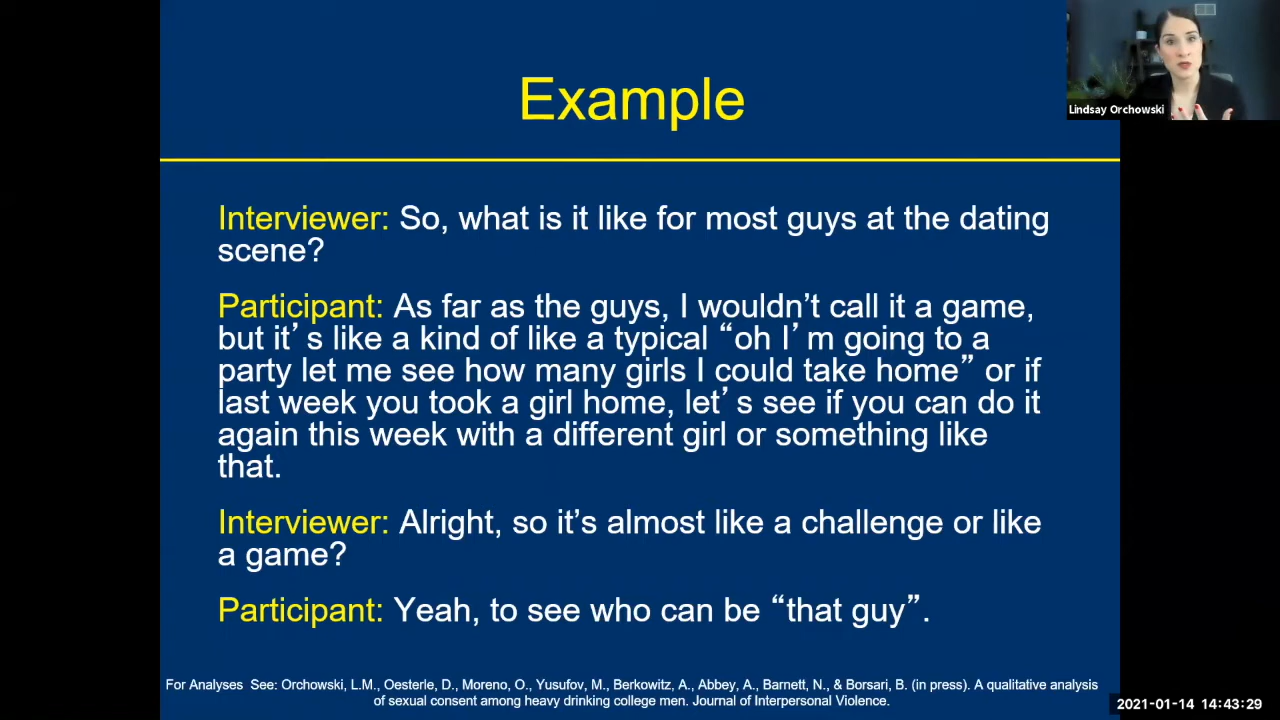 Example
Lindsay Orchowski
Interviewer: So, what is it like for most guys at the dating
scene?
Participant: As far as the guys, I wouldn’t call it a game,
but it’s like a kind of like a typical “oh I’m going to a
party let me see how many girls I could take home” or if
last week you took a girl home, let’s see if you can do it
again this week with a different girl or something like
that.
Interviewer: Alright, so it’s almost like a challenge or like
a game?
Participant: Yeah, to see who can be “that guy”.
For Analyses See: Orchowski, L.M., Oesterle, D., Moreno, O., Yusufov, M., Berkowitz, A., Abbey, A., Barnett, N., & Borsari, B. (in press). A qualitative analysis
of sexual consent among heavy drinking college men. Journal of Interpersonal Violence.
2021-01-14 14:43:29